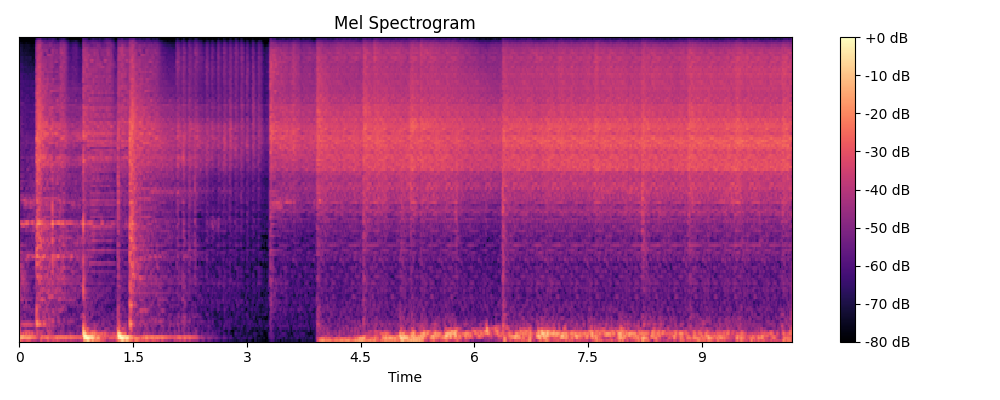 Mel Spectrogram
+0 dB
-10 dB
-20 dB
-30 dB
-40 dB
-50 dB
-60 dB
-70 dB
-80 dB
0 1.5 3 4.5 6 7.5 9
Time